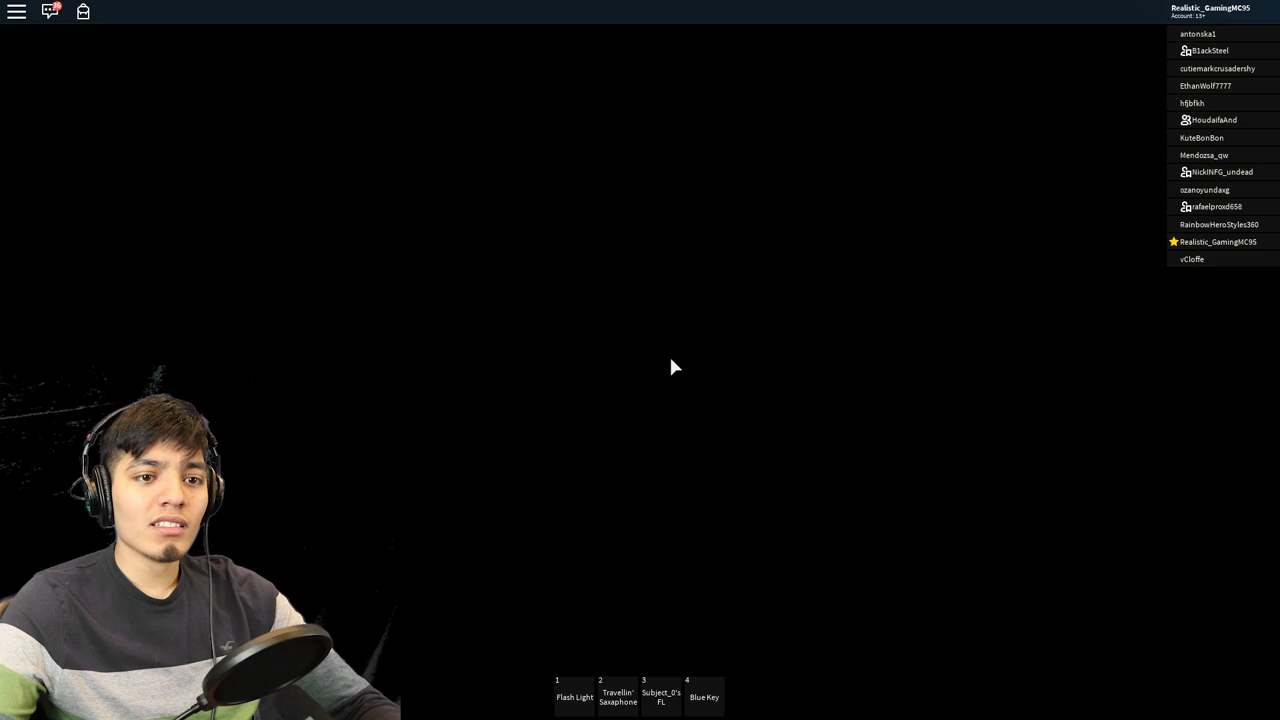 36
Realistic_GamingMC95
Account: 13+
antonska1
B1ackSteel
cutiemarkcrusadershy
EthanWolf7777
hfjbfkh
HoudaifaAnd
KuteBonBon
Mendozsa_qw
NickINFG_undead
ozanoyundaxg
rafaelproxd658
RainbowHeroStyles360
Realistic_GamingMC95
vCloffe
1
Flash Light
2
Travellin'
Saxaphone
3
Subject_0's
FL
4
Blue Key